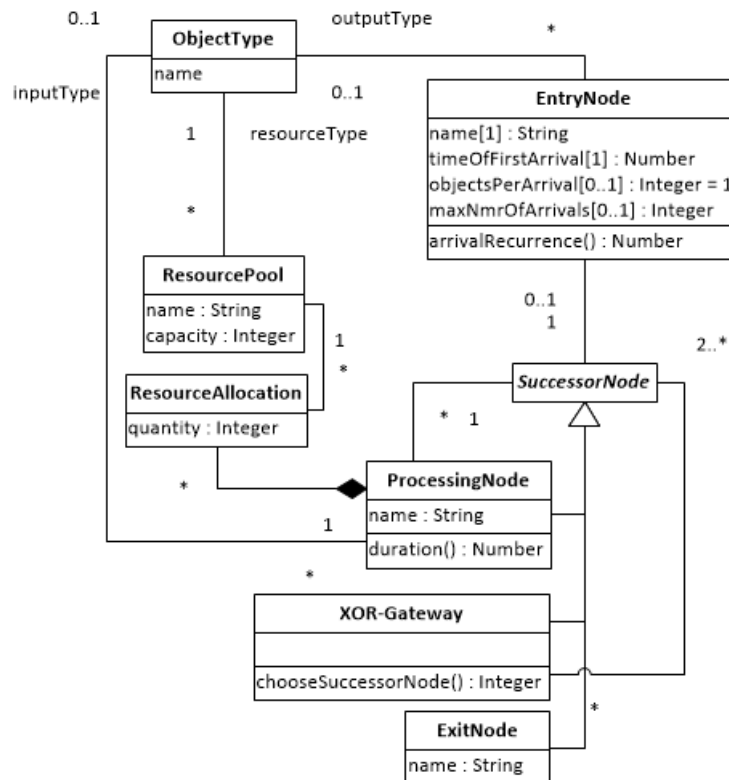 0..1
outputType
ObjectType
*
name
inputType
0..1
EntryNode
name[1] : String
1
resourceType
timeOfFirstArrival[1] : Number
objectsPerArrival[0..1] : Integer = 1
maxNmrOfArrivals[0..1] : Integer
*
arrivalRecurrence() : Number
ResourcePool
name : String
0..1
capacity : Integer
1
1
2..*
*
SuccessorNode
ResourceAllocation
quantity : Integer
*
1
ProcessingNode
*
name : String
1
duration() : Number
*
XOR-Gateway
chooseSuccessorNode() : Integer
*
ExitNode
name : String